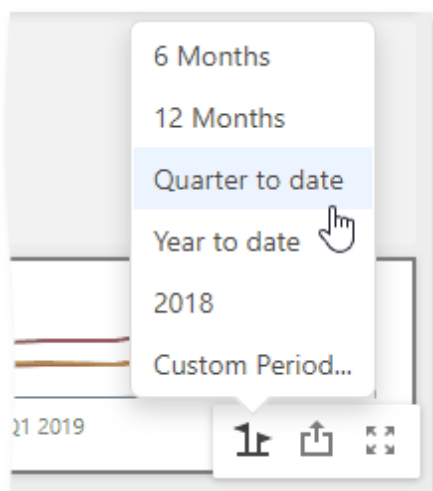 6 Months
12 Months
Quarter to date
Year to date
2018
Custom Period...
Q1 2019